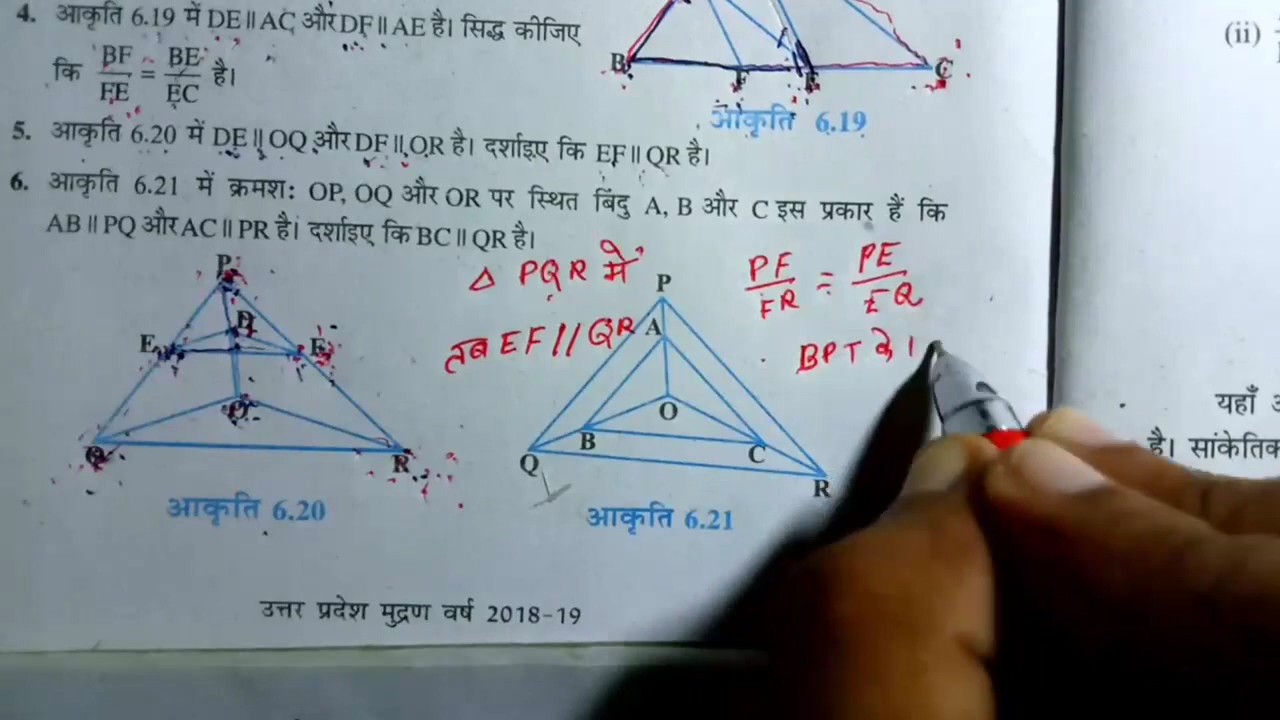 4. आकृति 6.19 में DE || AC और DF || AE है। सिद्ध कीजिए
कि BF/FE = BE/EC है।
B F E C
आकृति 6.19
5. आकृति 6.20 में DE || OQ और DF || OR है। दर्शाइए कि EF || QR है।
6. आकृति 6.21 में क्रमशः OP, OQ और OR पर स्थित बिंदु A, B और C इस प्रकार हैं कि
AB || PQ और AC || PR है। दर्शाइए कि BC || QR है।
Δ PQR में
PF/FR = PE/EQ
तब EF // QR
BPT के
P
D
E F
O
Q R
आकृति 6.20
P
A
O
B C
Q R
आकृति 6.21
उत्तर प्रदेश मुद्रण वर्ष 2018-19
(ii)
यहाँ
है। सांकेतिक